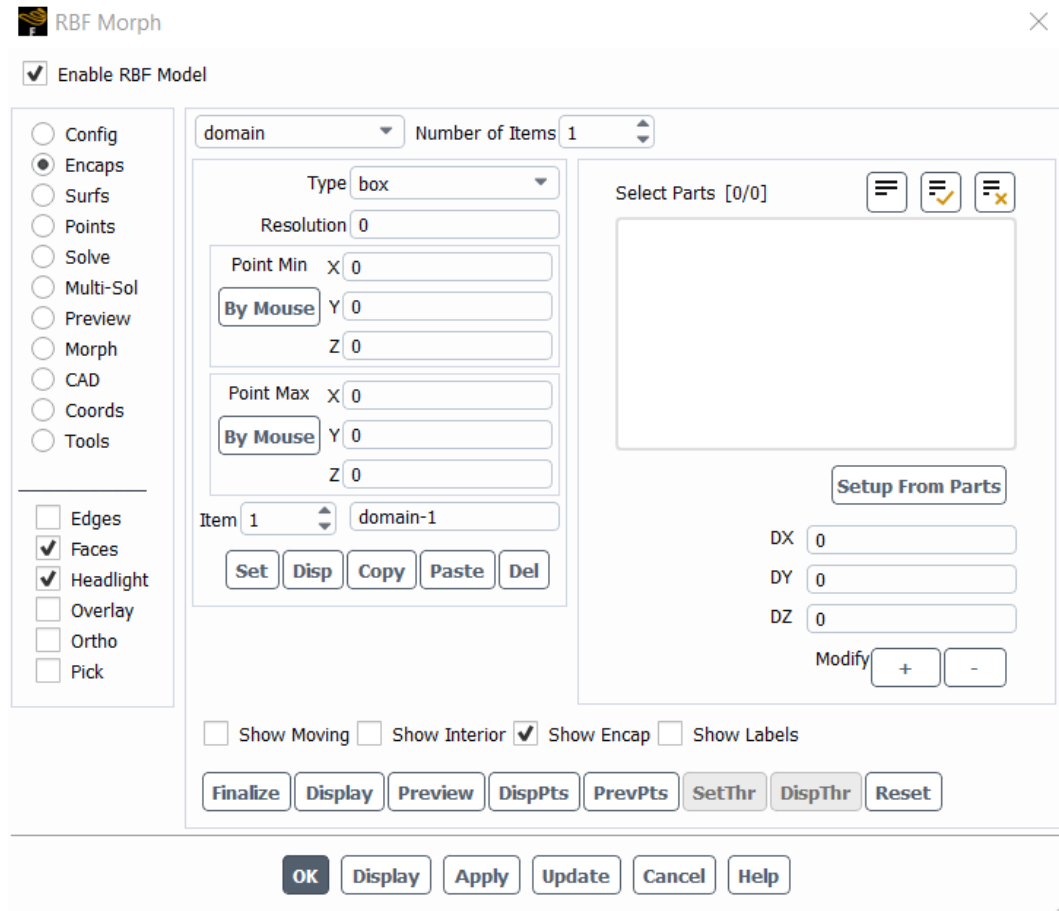 F
RBF Morph
Enable RBF Model
Config
Encaps
Surfs
Points
Solve
Multi-Sol
Preview
Morph
CAD
Coords
Tools
Edges
Faces
Headlight
Overlay
Ortho
Pick
domain Number of Items 1
Type box
Resolution 0
Point Min X 0
By Mouse Y 0
Z 0
Point Max X 0
By Mouse Y 0
Z 0
Item 1 domain-1
Set Disp Copy Paste Del
Select Parts [0/0]
Setup From Parts
DX 0
DY 0
DZ 0
Modify + -
Show Moving Show Interior Show Encap Show Labels
Finalize Display Preview DispPts PrevPts SetThr DispThr Reset
OK Display Apply Update Cancel Help